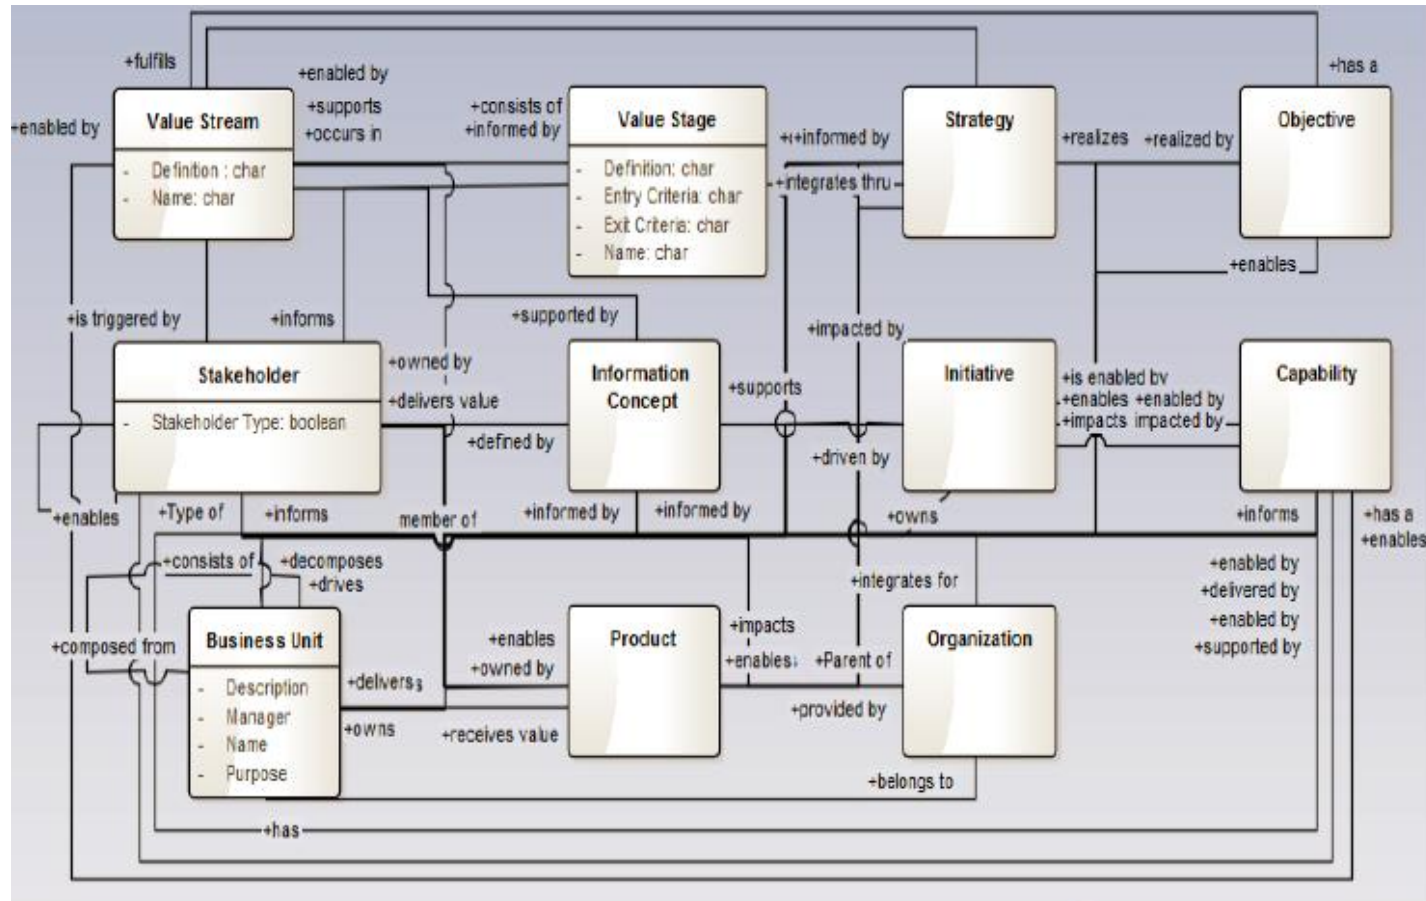 +fulfills
+has a
+enabled by
+enabled by
+supports
+occurs in
+consists of
+informed by
Value Stream
- Definition : char
- Name: char
Value Stage
- Definition: char
- Entry Criteria: char
- Exit Criteria: char
- Name: char
+informed by
+integrates thru
Strategy
+realizes +realized by
Objective
+enables
+is triggered by
+informs
+supported by
+impacted by
Stakeholder
- Stakeholder Type: boolean
+owned by
+delivers value
+defined by
Information
Concept
+supports
+driven by
Initiative
+is enabled by
+enables +enabled by
+impacts impacted by
Capability
+enables
+Type of
+informs
member of
+informed by
+informed by
+owns
+informs
+has a
+enables
+consists of
+decomposes
+drives
+integrates for
+enabled by
+delivered by
+enabled by
+supported by
+composed from
Business Unit
- Description
- Manager
- Name
- Purpose
+delivers
+owns
+enables
+owned by
+receives value
Product
+impacts
+enables
+Parent of
+provided by
Organization
+belongs to
+has